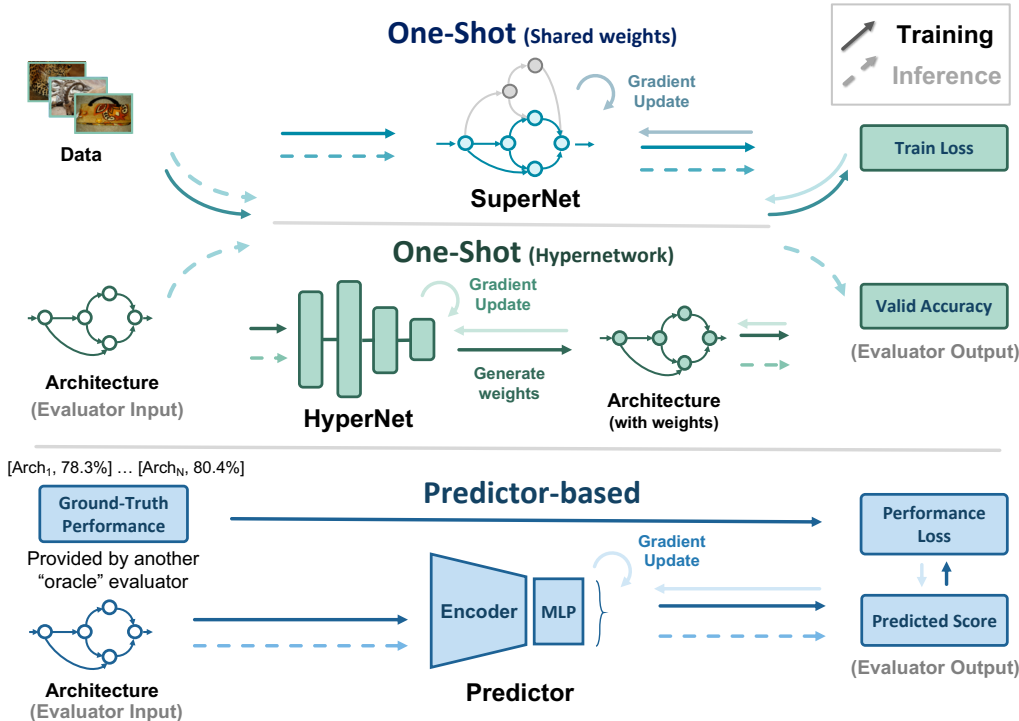 One-Shot (Shared weights)
Training
Inference
Gradient
Update
Data
Train Loss
SuperNet
One-Shot (Hypernetwork)
Gradient
Update
Valid Accuracy
(Evaluator Output)
Generate
weights
Architecture
(Evaluator Input)
HyperNet
Architecture
(with weights)
[Arch₁, 78.3%] … [Arch_N, 80.4%]
Predictor-based
Ground-Truth
Performance
Performance
Loss
Provided by another
“oracle” evaluator
Gradient
Update
Encoder
MLP
Predicted Score
(Evaluator Output)
Predictor
Architecture
(Evaluator Input)